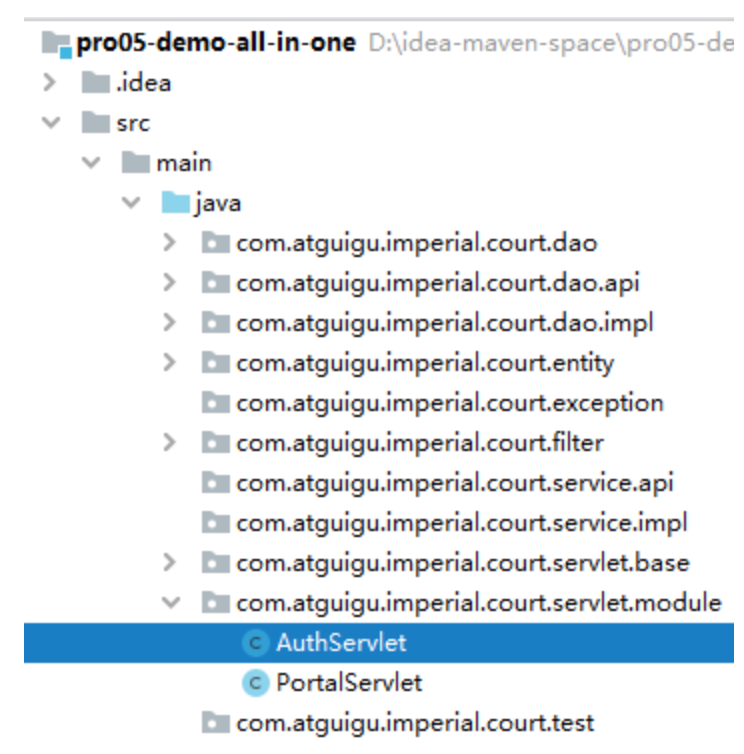 pro05-demo-all-in-one D:\idea-maven-space\pro05-de
.idea
src
main
java
com.atguigu.imperial.court.dao
com.atguigu.imperial.court.dao.api
com.atguigu.imperial.court.dao.impl
com.atguigu.imperial.court.entity
com.atguigu.imperial.court.exception
com.atguigu.imperial.court.filter
com.atguigu.imperial.court.service.api
com.atguigu.imperial.court.service.impl
com.atguigu.imperial.court.servlet.base
com.atguigu.imperial.court.servlet.module
C AuthServlet
C PortalServlet
com.atguigu.imperial.court.test